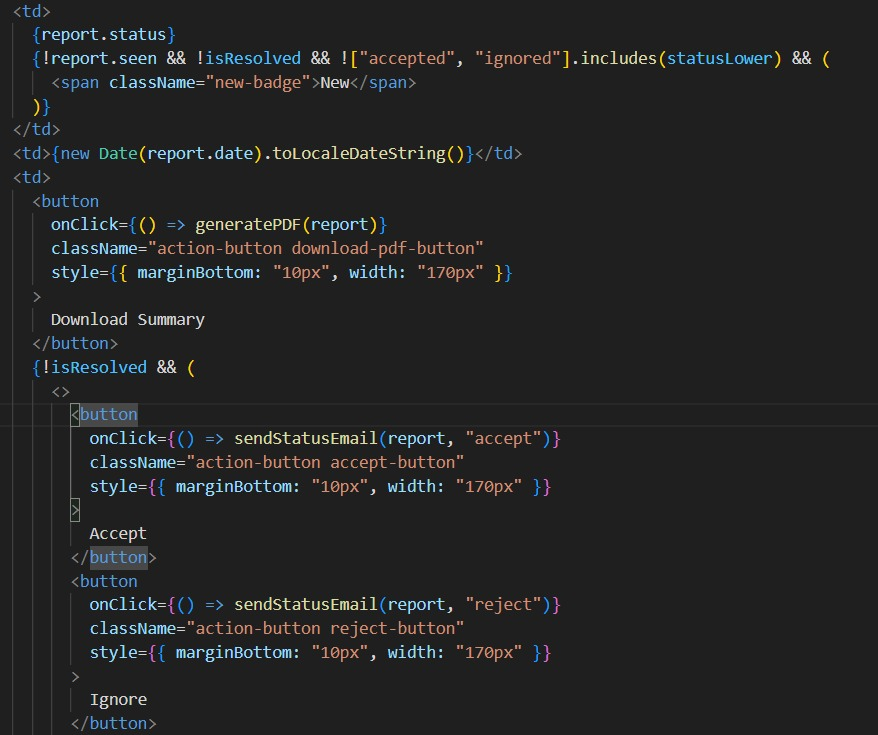 <td>
{report.status}
{!report.seen && !isResolved && !["accepted", "ignored"].includes(statusLower) && (
<span className="new-badge">New</span>
)}
</td>
<td>{new Date(report.date).toLocaleDateString()}</td>
<td>
<button
onClick={() => generatePDF(report)}
className="action-button download-pdf-button"
style={{ marginBottom: "10px", width: "170px" }}
>
Download Summary
</button>
{!isResolved && (
<>
<button
onClick={() => sendStatusEmail(report, "accept")}
className="action-button accept-button"
style={{ marginBottom: "10px", width: "170px" }}
>
Accept
</button>
<button
onClick={() => sendStatusEmail(report, "reject")}
className="action-button reject-button"
style={{ marginBottom: "10px", width: "170px" }}
>
Ignore
</button>